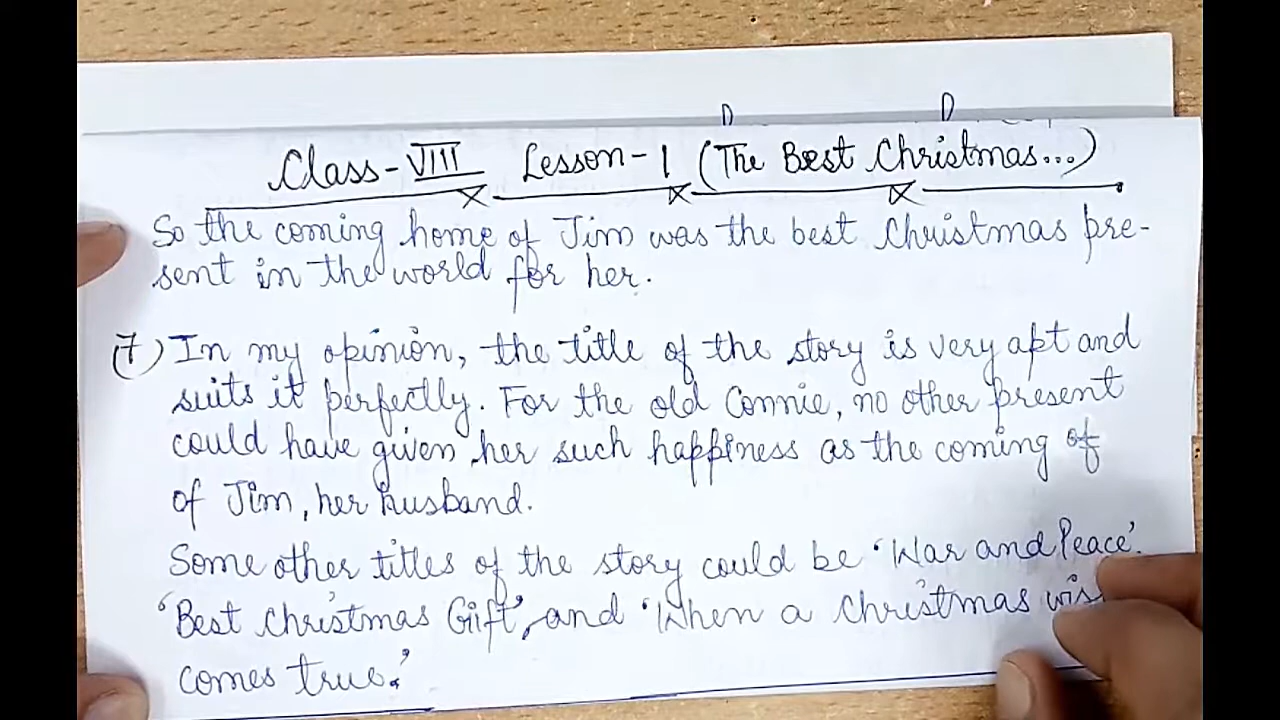 Class-VIII Lesson-1 (The Best Christmas...)
So the coming home of Jim was the best Christmas pre-
sent in the world for her.
(7) In my opinion, the title of the story is very apt and
suits it perfectly. For the old Connie, no other present
could have given her such happiness as the coming of
of Jim, her husband.
Some other titles of the story could be 'War and Peace'.
'Best Christmas Gift', and 'When a Christmas
comes true.'